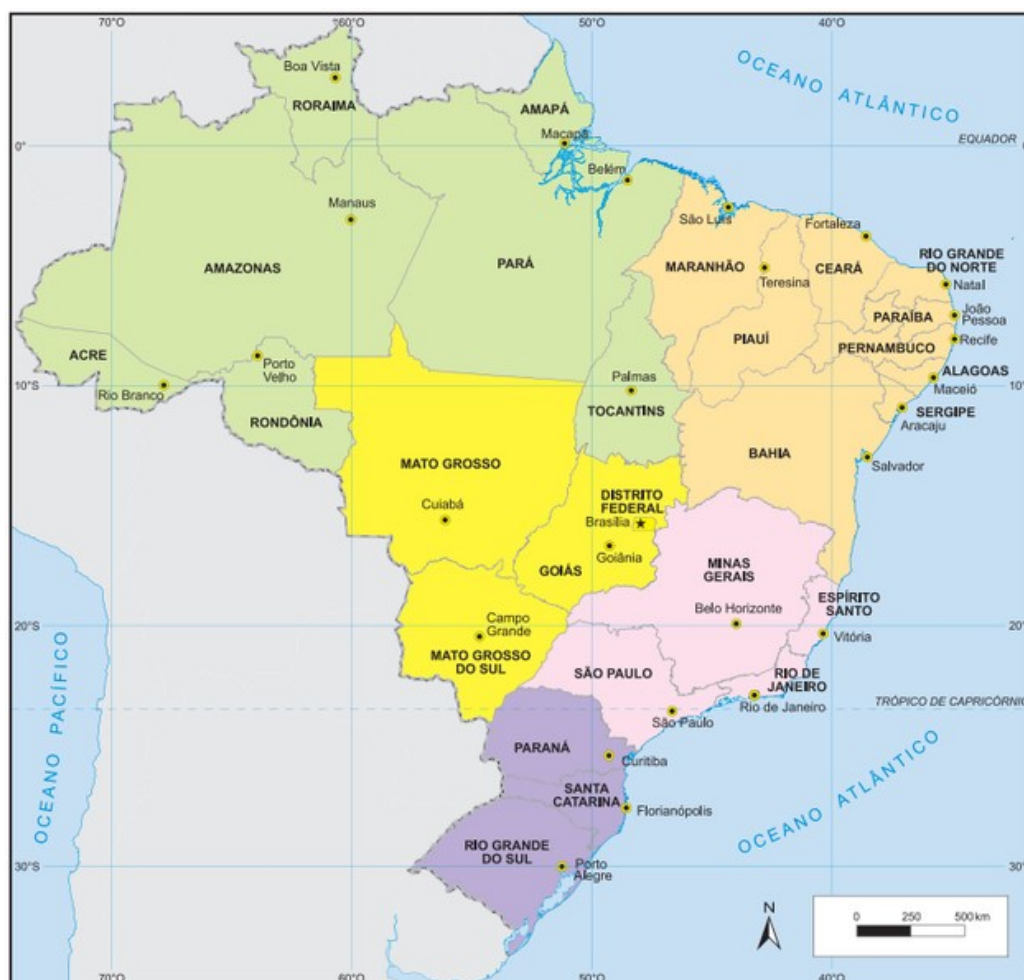 70°O
60°O
50°O
40°O
OCEANO ATLÂNTICO
Boa Vista
RORAIMA
AMAPÁ
Macapá
EQUADOR
0°
Belém
Manaus
São Luís
Fortaleza
AMAZONAS
PARÁ
MARANHÃO
Teresina
CEARÁ
RIO GRANDE
DO NORTE
Natal
PARAÍBA
João
Pessoa
PIAUÍ
PERNAMBUCO
Recife
ACRE
Rio Branco
Porto
Velho
RONDÔNIA
10°S
Palmas
TOCANTINS
ALAGOAS
Maceió
SERGIPE
Aracaju
BAHIA
Salvador
MATO GROSSO
Cuiabá
DISTRITO
FEDERAL
Brasília
Goiânia
GOIÁS
MINAS
GERAIS
Belo Horizonte
ESPÍRITO
SANTO
Vitória
20°S
Campo
Grande
MATO GROSSO
DO SUL
SÃO PAULO
São Paulo
RIO DE
JANEIRO
Rio de Janeiro
TRÓPICO DE CAPRICÓRNIO
OCEANO PACÍFICO
PARANÁ
Curitiba
SANTA
CATARINA
Florianópolis
OCEANO ATLÂNTICO
RIO GRANDE
DO SUL
Porto
Alegre
30°S
N
0 250 500 km
70°O
60°O
50°O
40°O